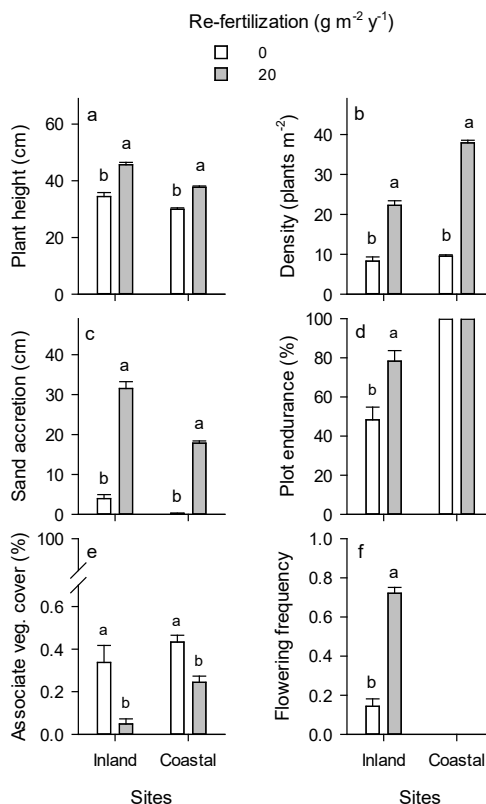 Re-fertilization (g m-2 y-1)
0
20
a
Plant height (cm)
60
40
20
0
b
a
b
a
b
Density (plants m-2)
40
30
20
10
0
b
a
b
a
c
Sand accretion (cm)
40
30
20
10
0
b
a
b
a
d
Plot endurance (%)
100
80
60
40
20
0
b
a
e
Associate veg. cover (%)
100
0.6
0.4
0.2
0.0
a
b
a
b
Inland
Coastal
Sites
f
Flowering frequency
1.0
0.8
0.6
0.4
0.2
0.0
b
a
Inland
Coastal
Sites